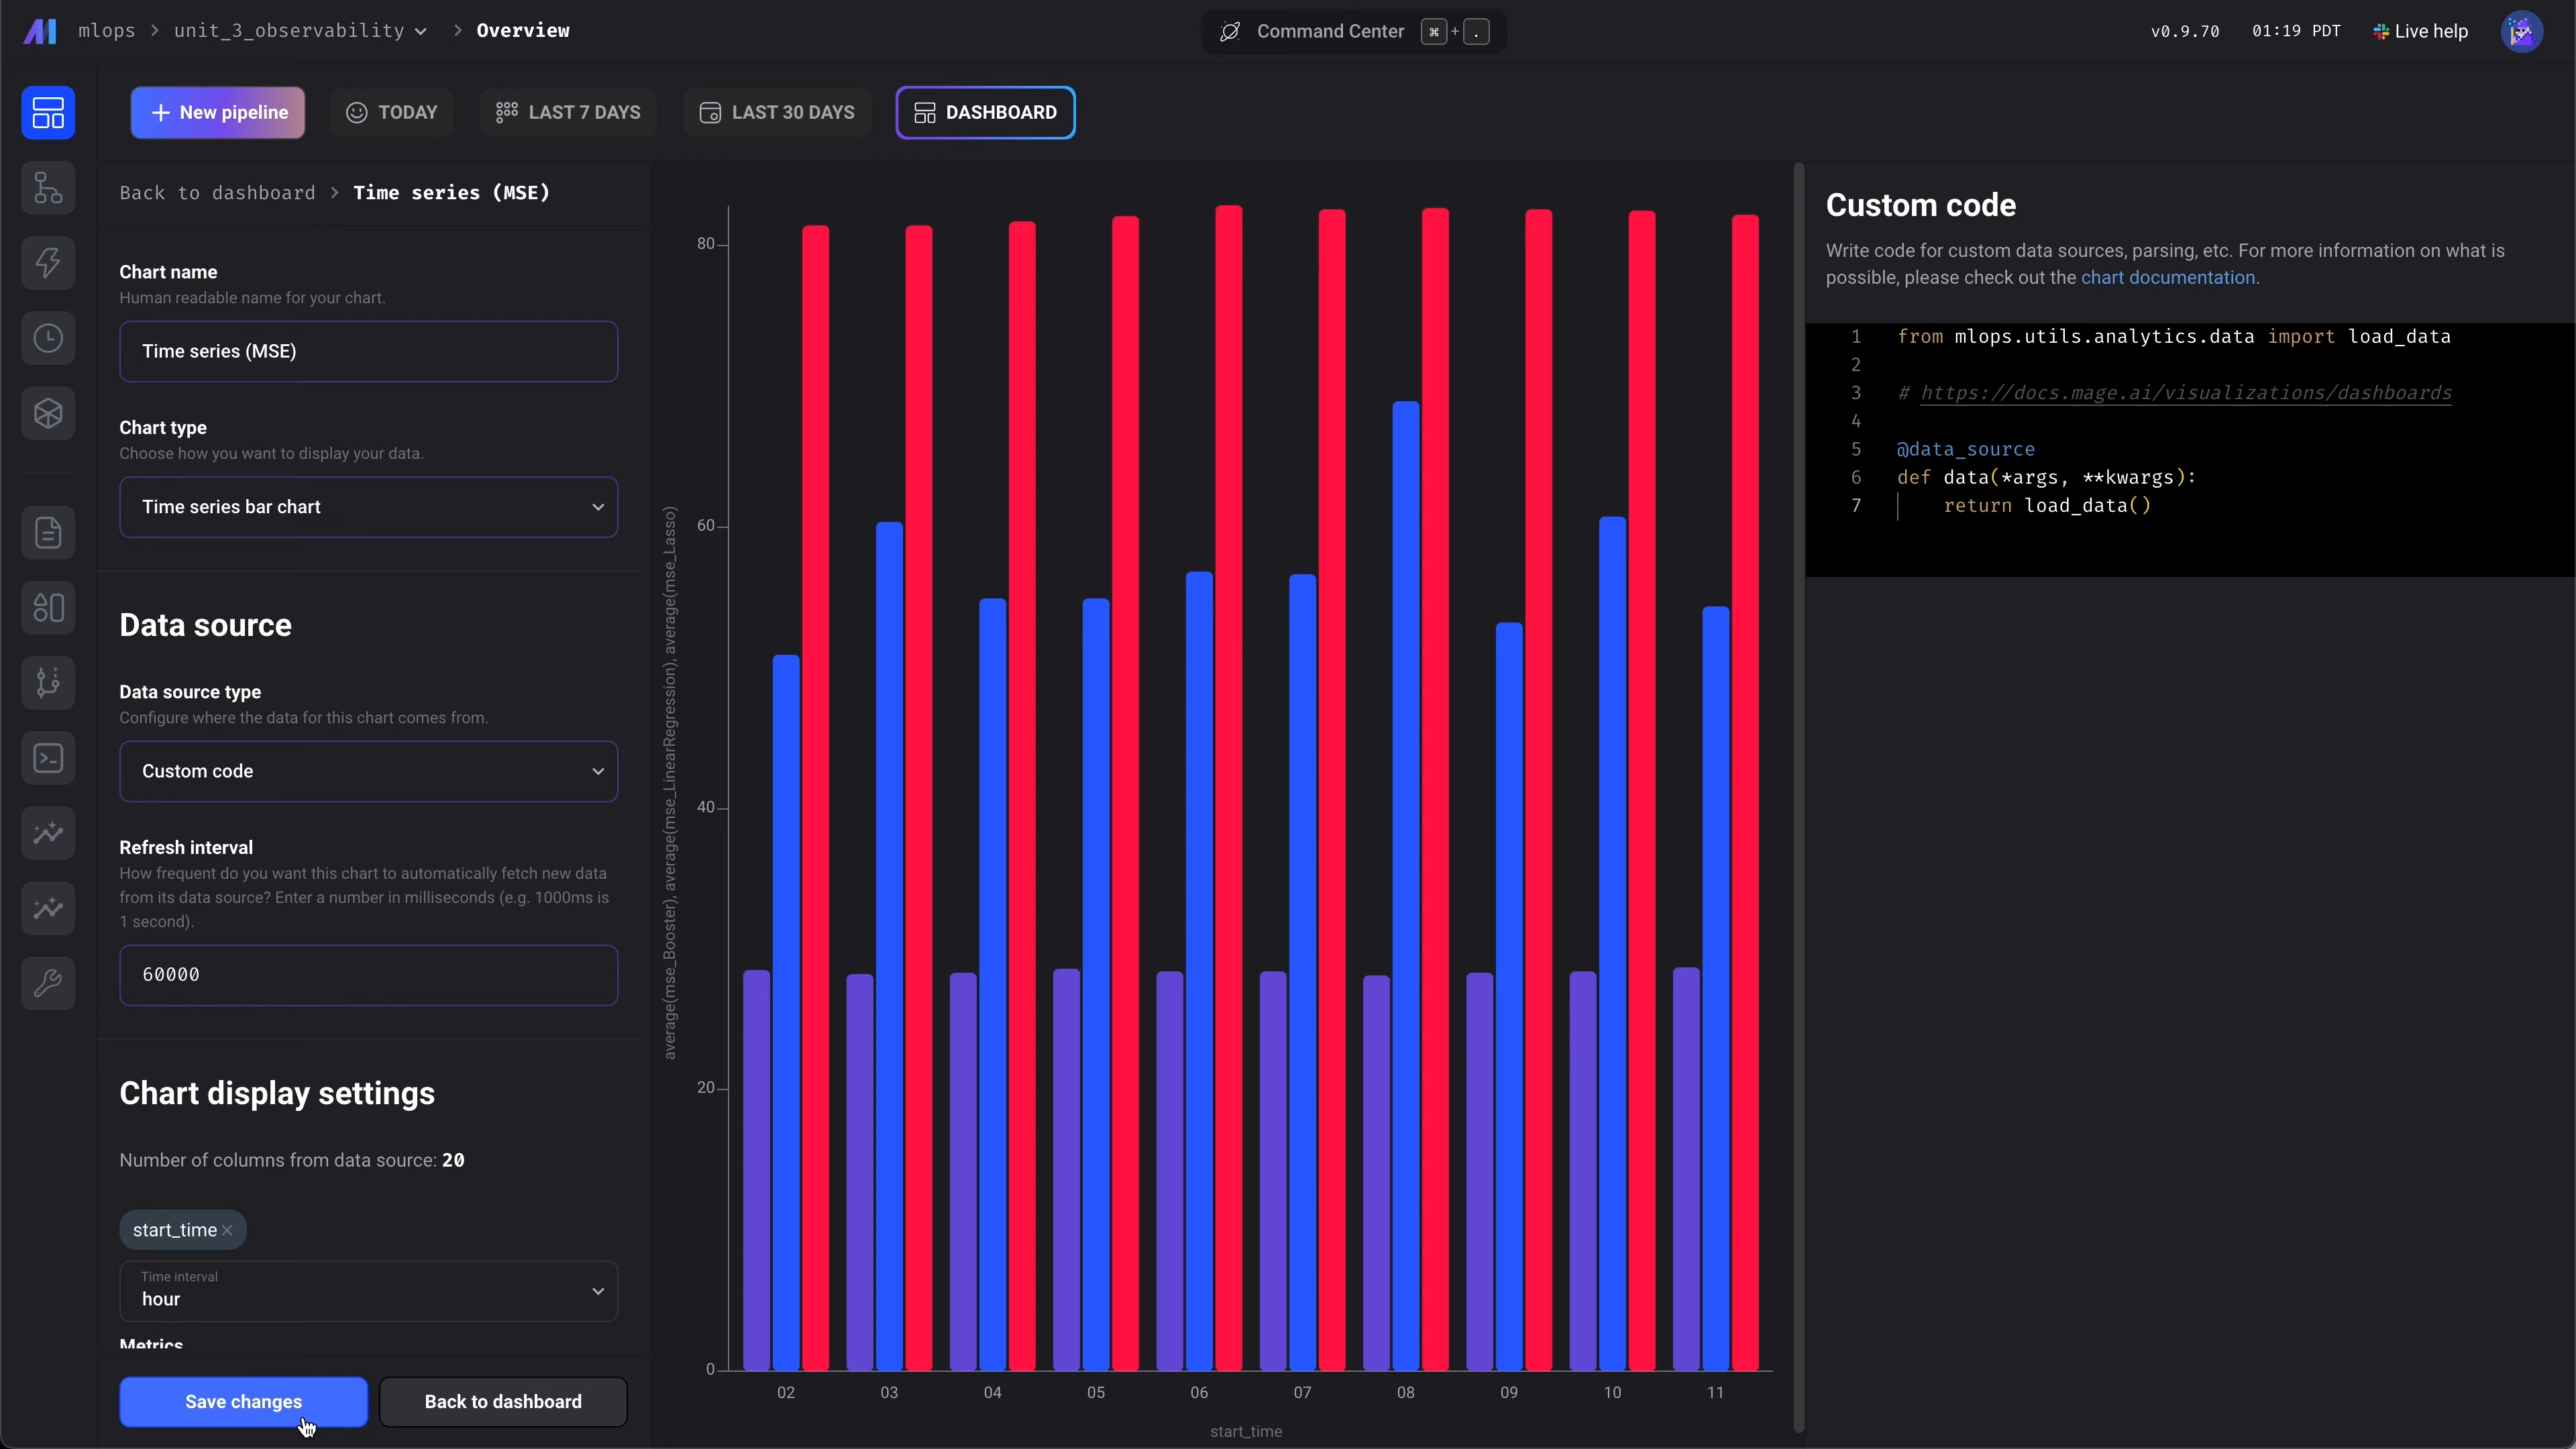 mlops > unit_3_observability > Overview
Command Center ⌘ + .
v0.9.70 01:19 PDT Live help
New pipeline TODAY LAST 7 DAYS LAST 30 DAYS DASHBOARD
Back to dashboard > Time series (MSE)
Chart name
Human readable name for your chart.
Time series (MSE)
Chart type
Choose how you want to display your data.
Time series bar chart
Data source
Data source type
Configure where the data for this chart comes from.
Custom code
Refresh interval
How frequent do you want this chart to automatically fetch new data
from its data source? Enter a number in milliseconds (e.g. 1000ms is
1 second).
60000
Chart display settings
Number of columns from data source: 20
start_time
Time interval
hour
Metrics
Save changes Back to dashboard
average(mse_Booster), average(mse_LinearRegression), average(mse_Lasso)
80
60
40
20
0
02 03 04 05 06 07 08 09 10 11
start_time
Custom code
Write code for custom data sources, parsing, etc. For more information on what is
possible, please check out the chart documentation.
1 from mlops.utils.analytics.data import load_data
2
3 # https://docs.mage.ai/visualizations/dashboards
4
5 @data_source
6 def data(*args, **kwargs):
7 return load_data()